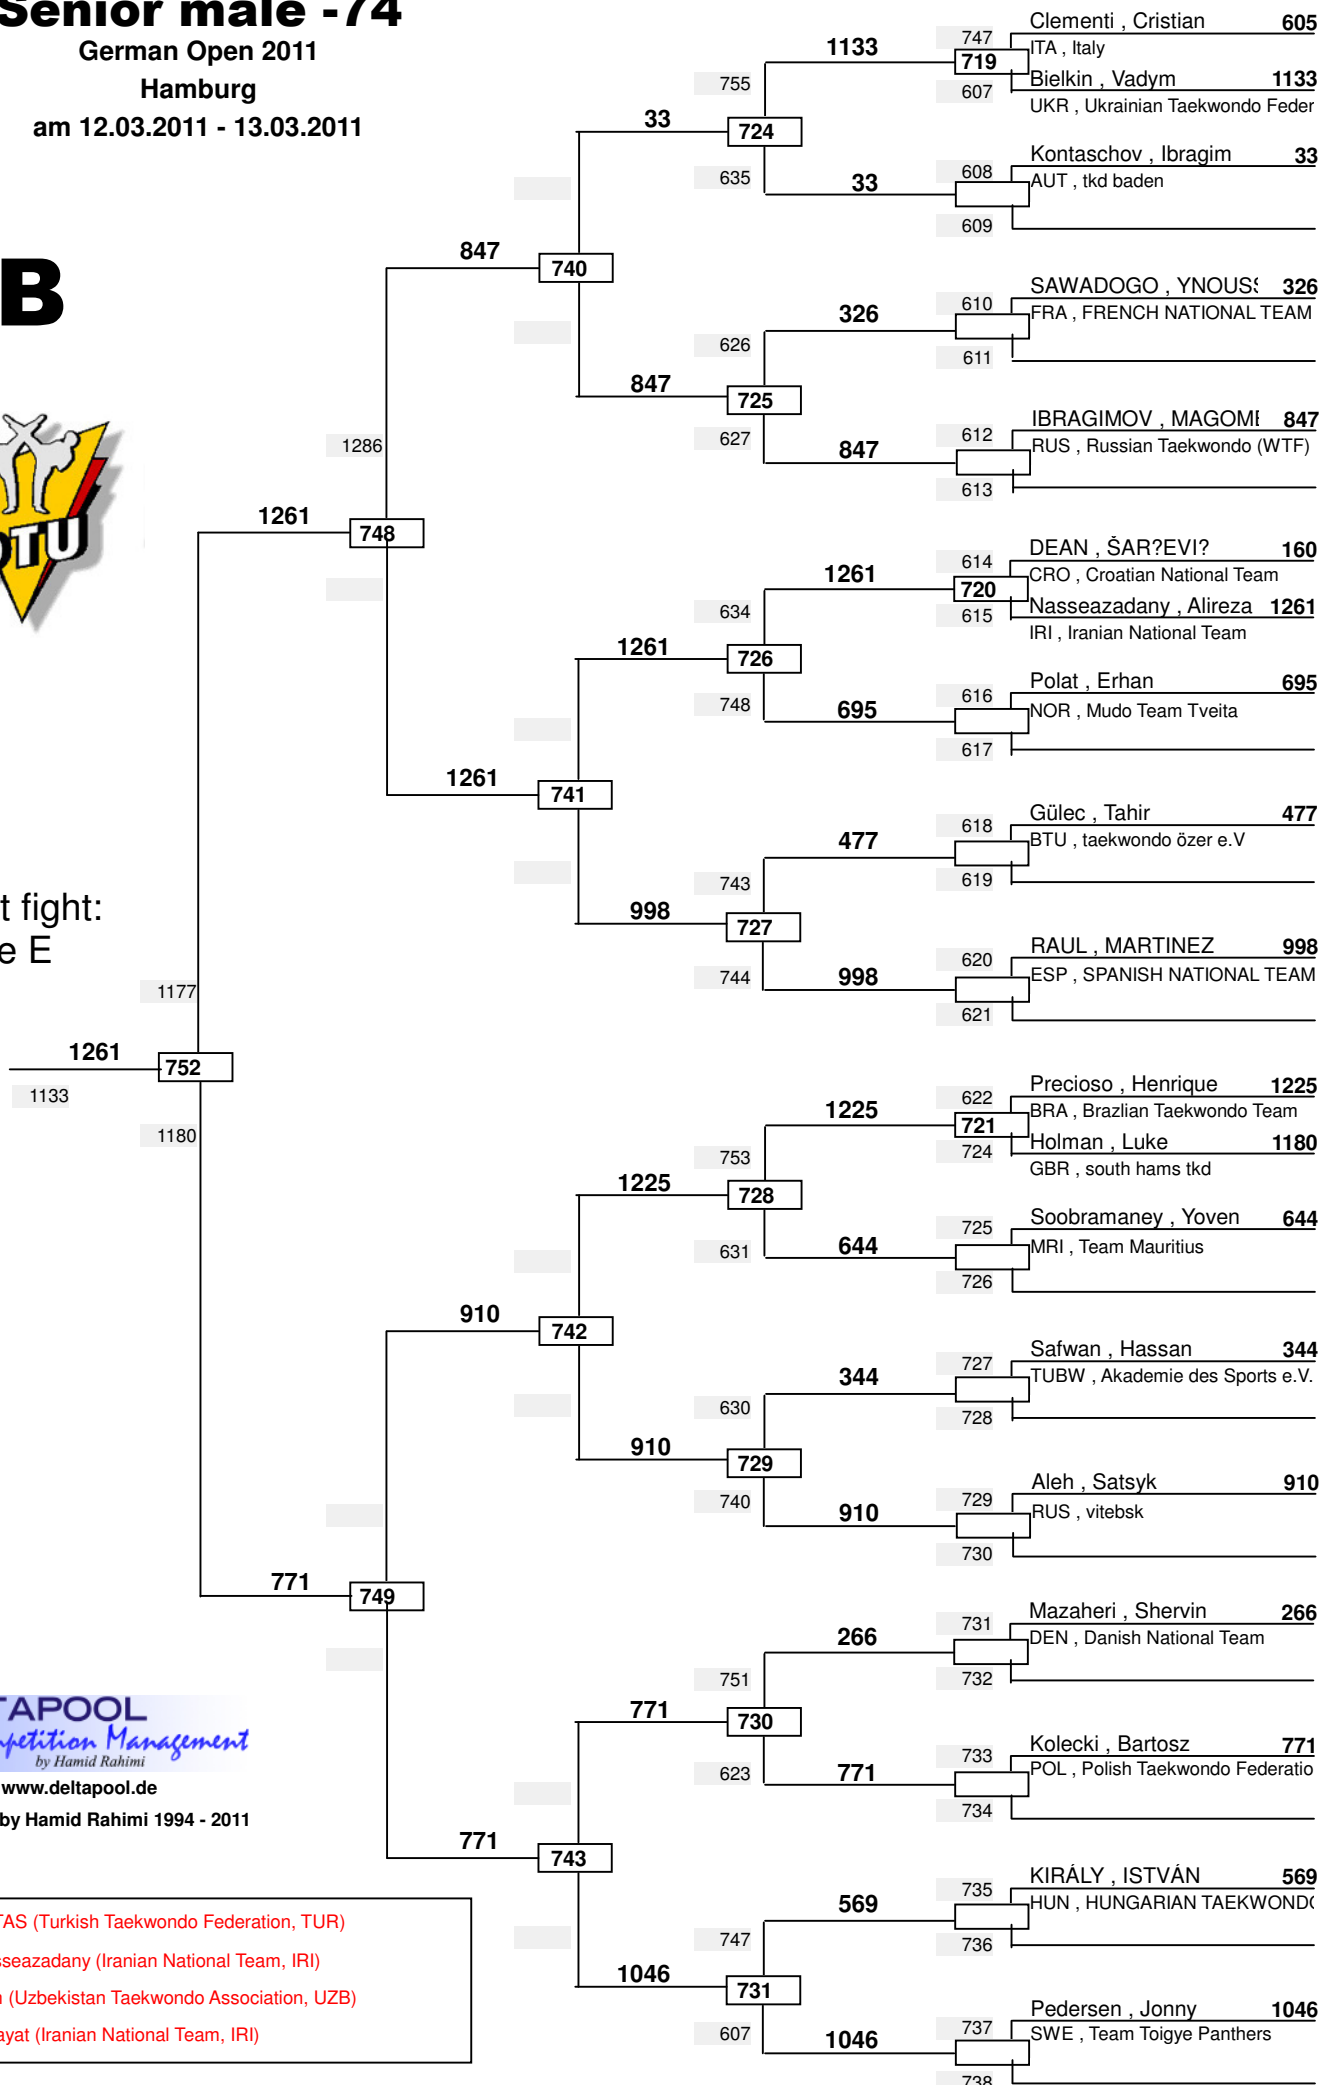 Senior male -74
German Open 2011
Hamburg
am 12.03.2011 - 13.03.2011
B
DTU
t fight:
e E
Clementi , Cristian 605
747
ITA , Italy
719
1133
Bielkin , Vadym 1133
607
UKR , Ukrainian Taekwondo Feder
755
33
724
635
Kontaschov , Ibragim 33
608
AUT , tkd baden
33
609
847
740
SAWADOGO , YNOUSS 326
610
FRA , FRENCH NATIONAL TEAM
326
611
626
847
725
627
IBRAGIMOV , MAGOME 847
612
RUS , Russian Taekwondo (WTF)
847
613
1286
1261
748
DEAN , ŠAR?EVI? 160
614
CRO , Croatian National Team
1261
720
Nasseazadany , Alireza 1261
615
IRI , Iranian National Team
634
1261
726
748
Polat , Erhan 695
616
NOR , Mudo Team Tveita
695
617
1261
741
Gülec , Tahir 477
618
BTU , taekwondo özer e.V
477
619
743
998
727
744
RAUL , MARTINEZ 998
620
ESP , SPANISH NATIONAL TEAM
998
621
1177
1261
752
1133
1180
Precioso , Henrique 1225
622
BRA , Brazlian Taekwondo Team
1225
721
Holman , Luke 1180
724
GBR , south hams tkd
753
1225
728
631
Soobramaney , Yoven 644
725
MRI , Team Mauritius
644
726
910
742
Safwan , Hassan 344
727
TUBW , Akademie des Sports e.V.
344
728
630
910
729
740
Aleh , Satsyk 910
729
RUS , vitebsk
910
730
771
749
Mazaheri , Shervin 266
731
DEN , Danish National Team
266
732
751
771
730
623
Kolecki , Bartosz 771
733
POL , Polish Taekwondo Federatio
771
734
771
743
KIRÁLY , ISTVÁN 569
735
HUN , HUNGARIAN TAEKWONDO
569
736
747
1046
731
607
Pedersen , Jonny 1046
737
SWE , Team Toigye Panthers
1046
738
TAPOOL
petition Management
by Hamid Rahimi
www.deltapool.de
by Hamid Rahimi 1994 - 2011
TAS (Turkish Taekwondo Federation, TUR)
sseazadany (Iranian National Team, IRI)
n (Uzbekistan Taekwondo Association, UZB)
ayat (Iranian National Team, IRI)